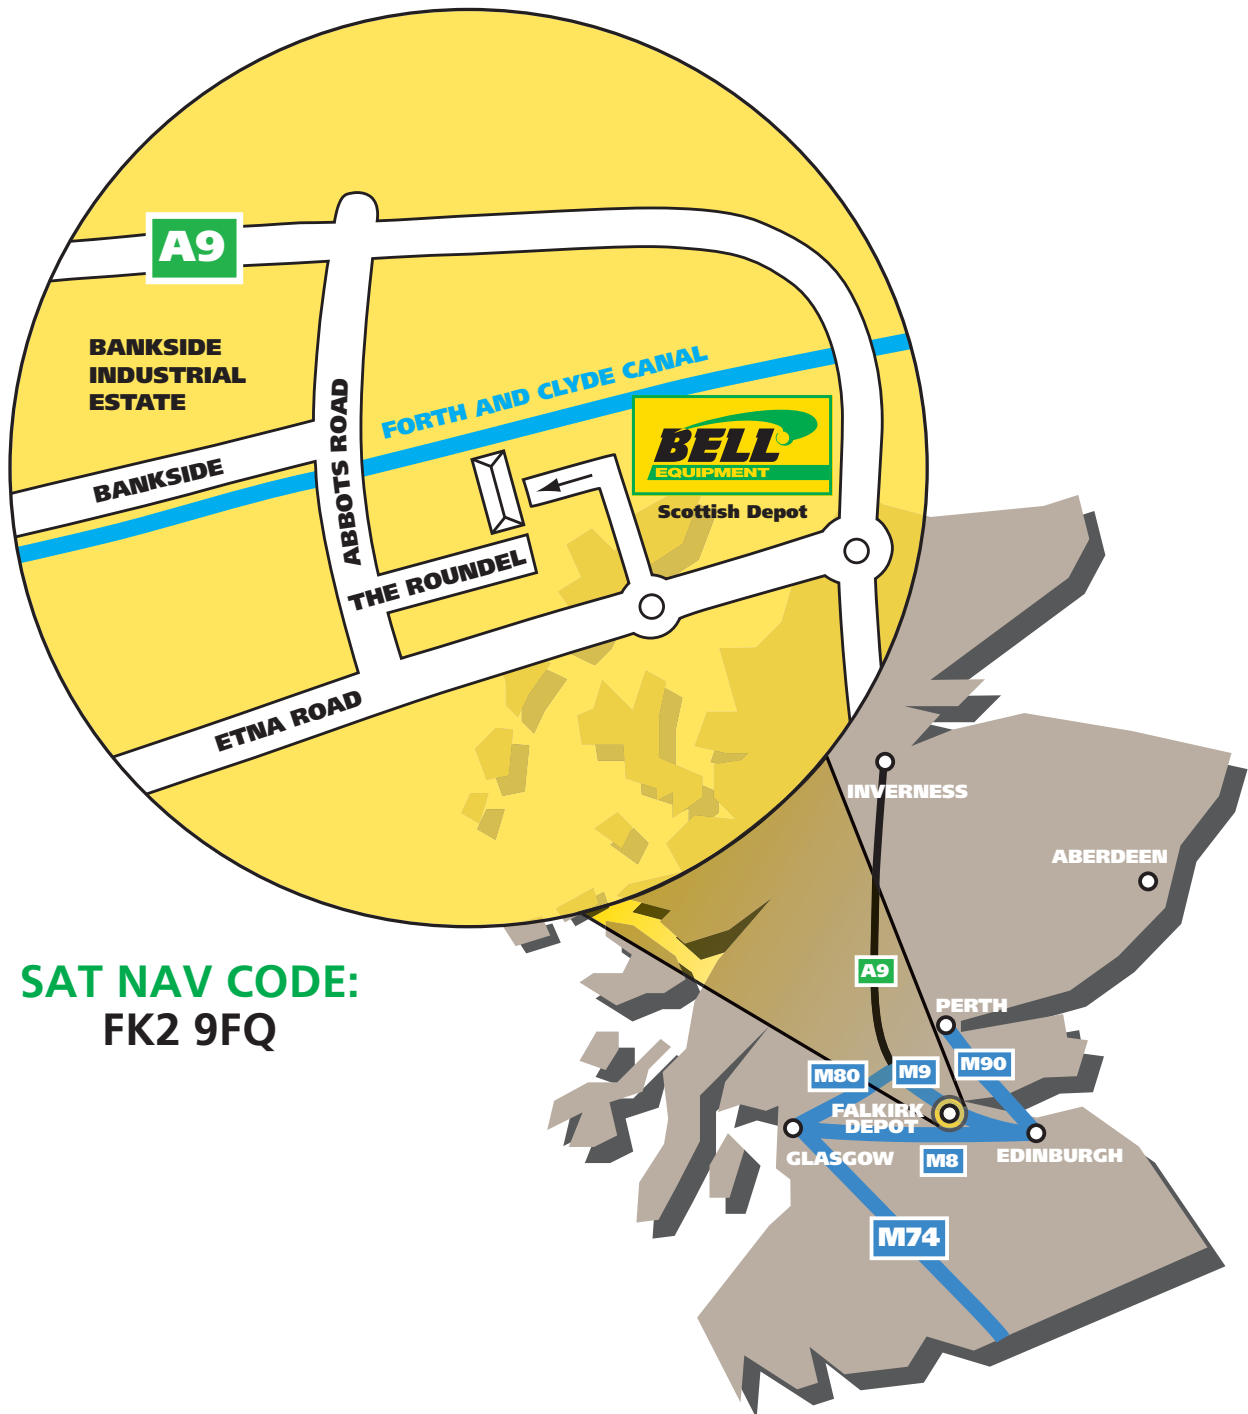 A9
BANKSIDE
INDUSTRIAL
ESTATE
FORTH AND CLYDE CANAL
ABBOTS ROAD
BANKSIDE
BELL
EQUIPMENT
Scottish Depot
THE ROUNDEL
ETNA ROAD
INVERNESS
ABERDEEN
SAT NAV CODE:
FK2 9FQ
A9
PERTH
M80
M9
M90
FALKIRK
DEPOT
GLASGOW
M8
EDINBURGH
M74